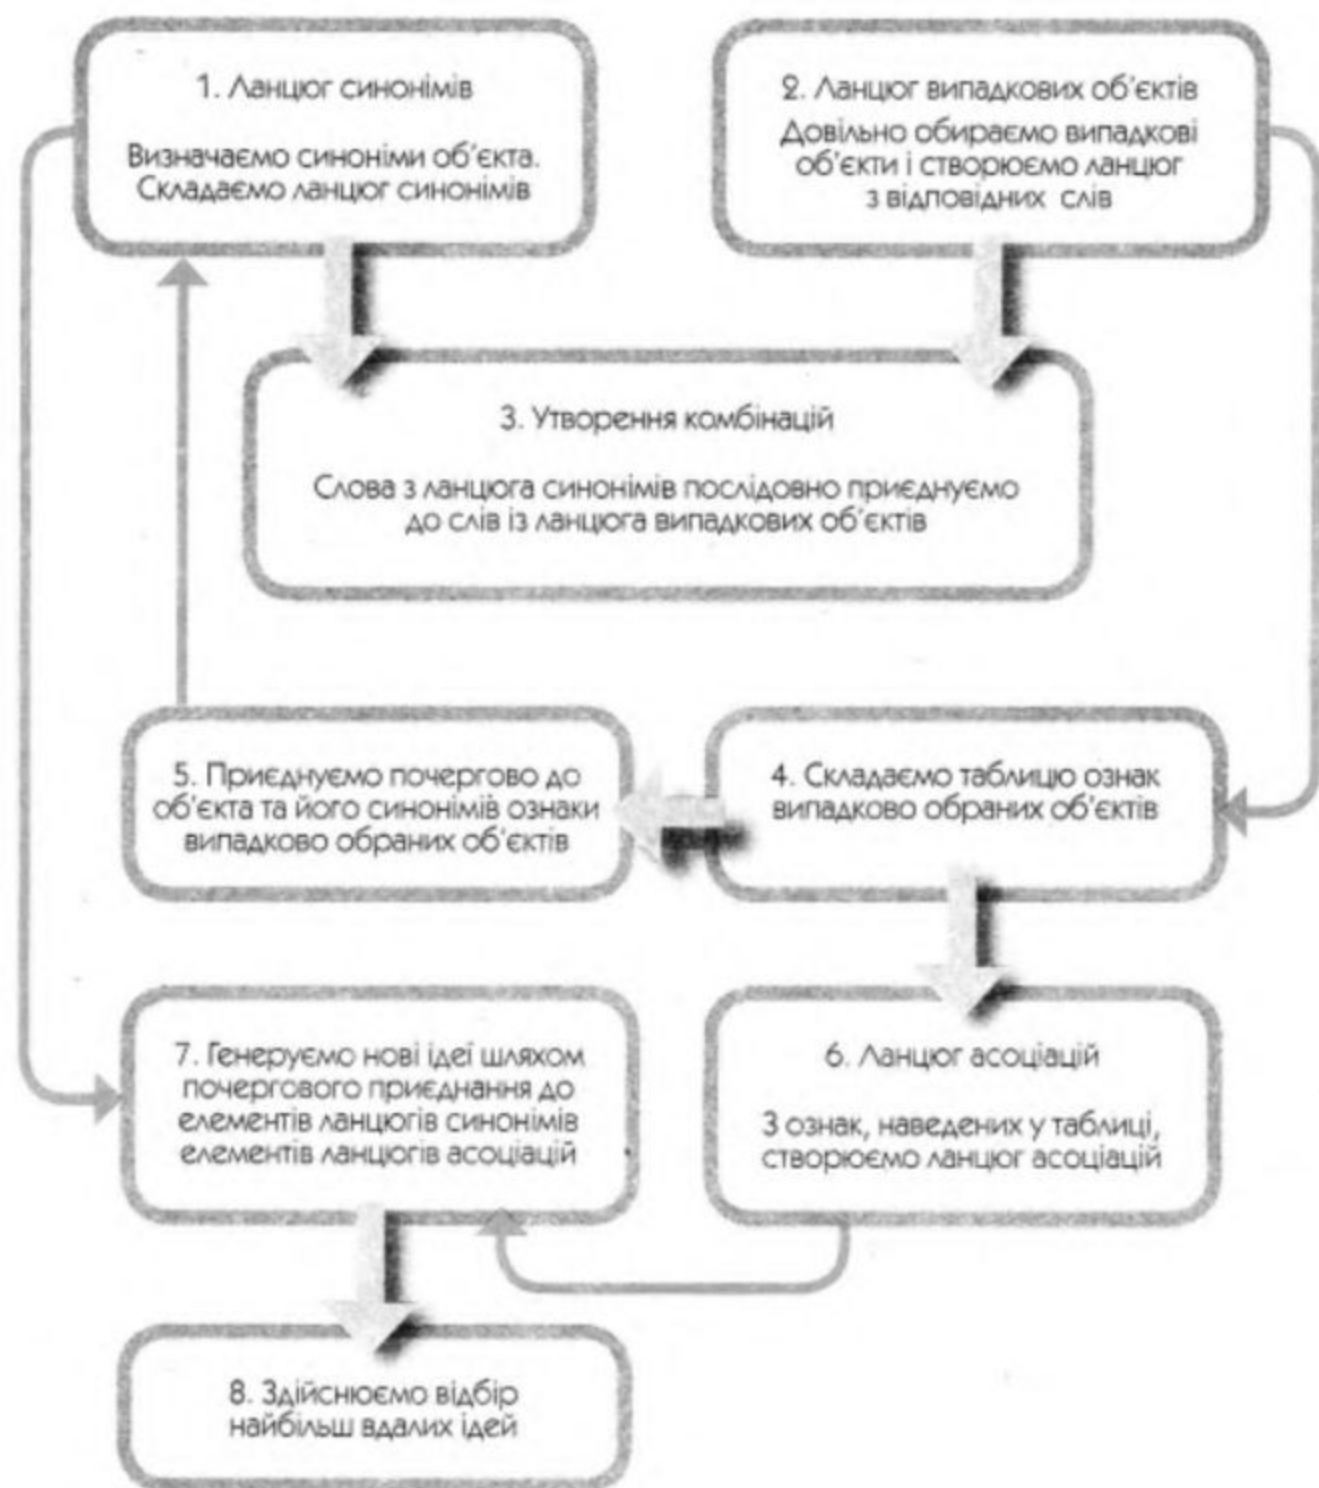 1. Ланцюг синонімів
Визначаємо синоніми об'єкта.
Складаємо ланцюг синонімів
2. Ланцюг випадкових об'єктів
Довільно обираємо випадкові
об'єкти і створюємо ланцюг
з відповідних слів
3. Утворення комбінацій
Слова з ланцюга синонімів послідовно приєднуємо
до слів із ланцюга випадкових об'єктів
5. Приєднуємо почергово до
об'єкта та його синонімів ознаки
випадково обраних об'єктів
4. Складаємо таблицю ознак
випадково обраних об'єктів
7. Генеруємо нові ідеї шляхом
почергового приєднання до
елементів ланцюгів синонімів
елементів ланцюгів асоціацій
6. Ланцюг асоціацій
З ознак, наведених у таблиці,
створюємо ланцюг асоціацій
8. Здійснюємо відбір
найбільш вдалих ідей